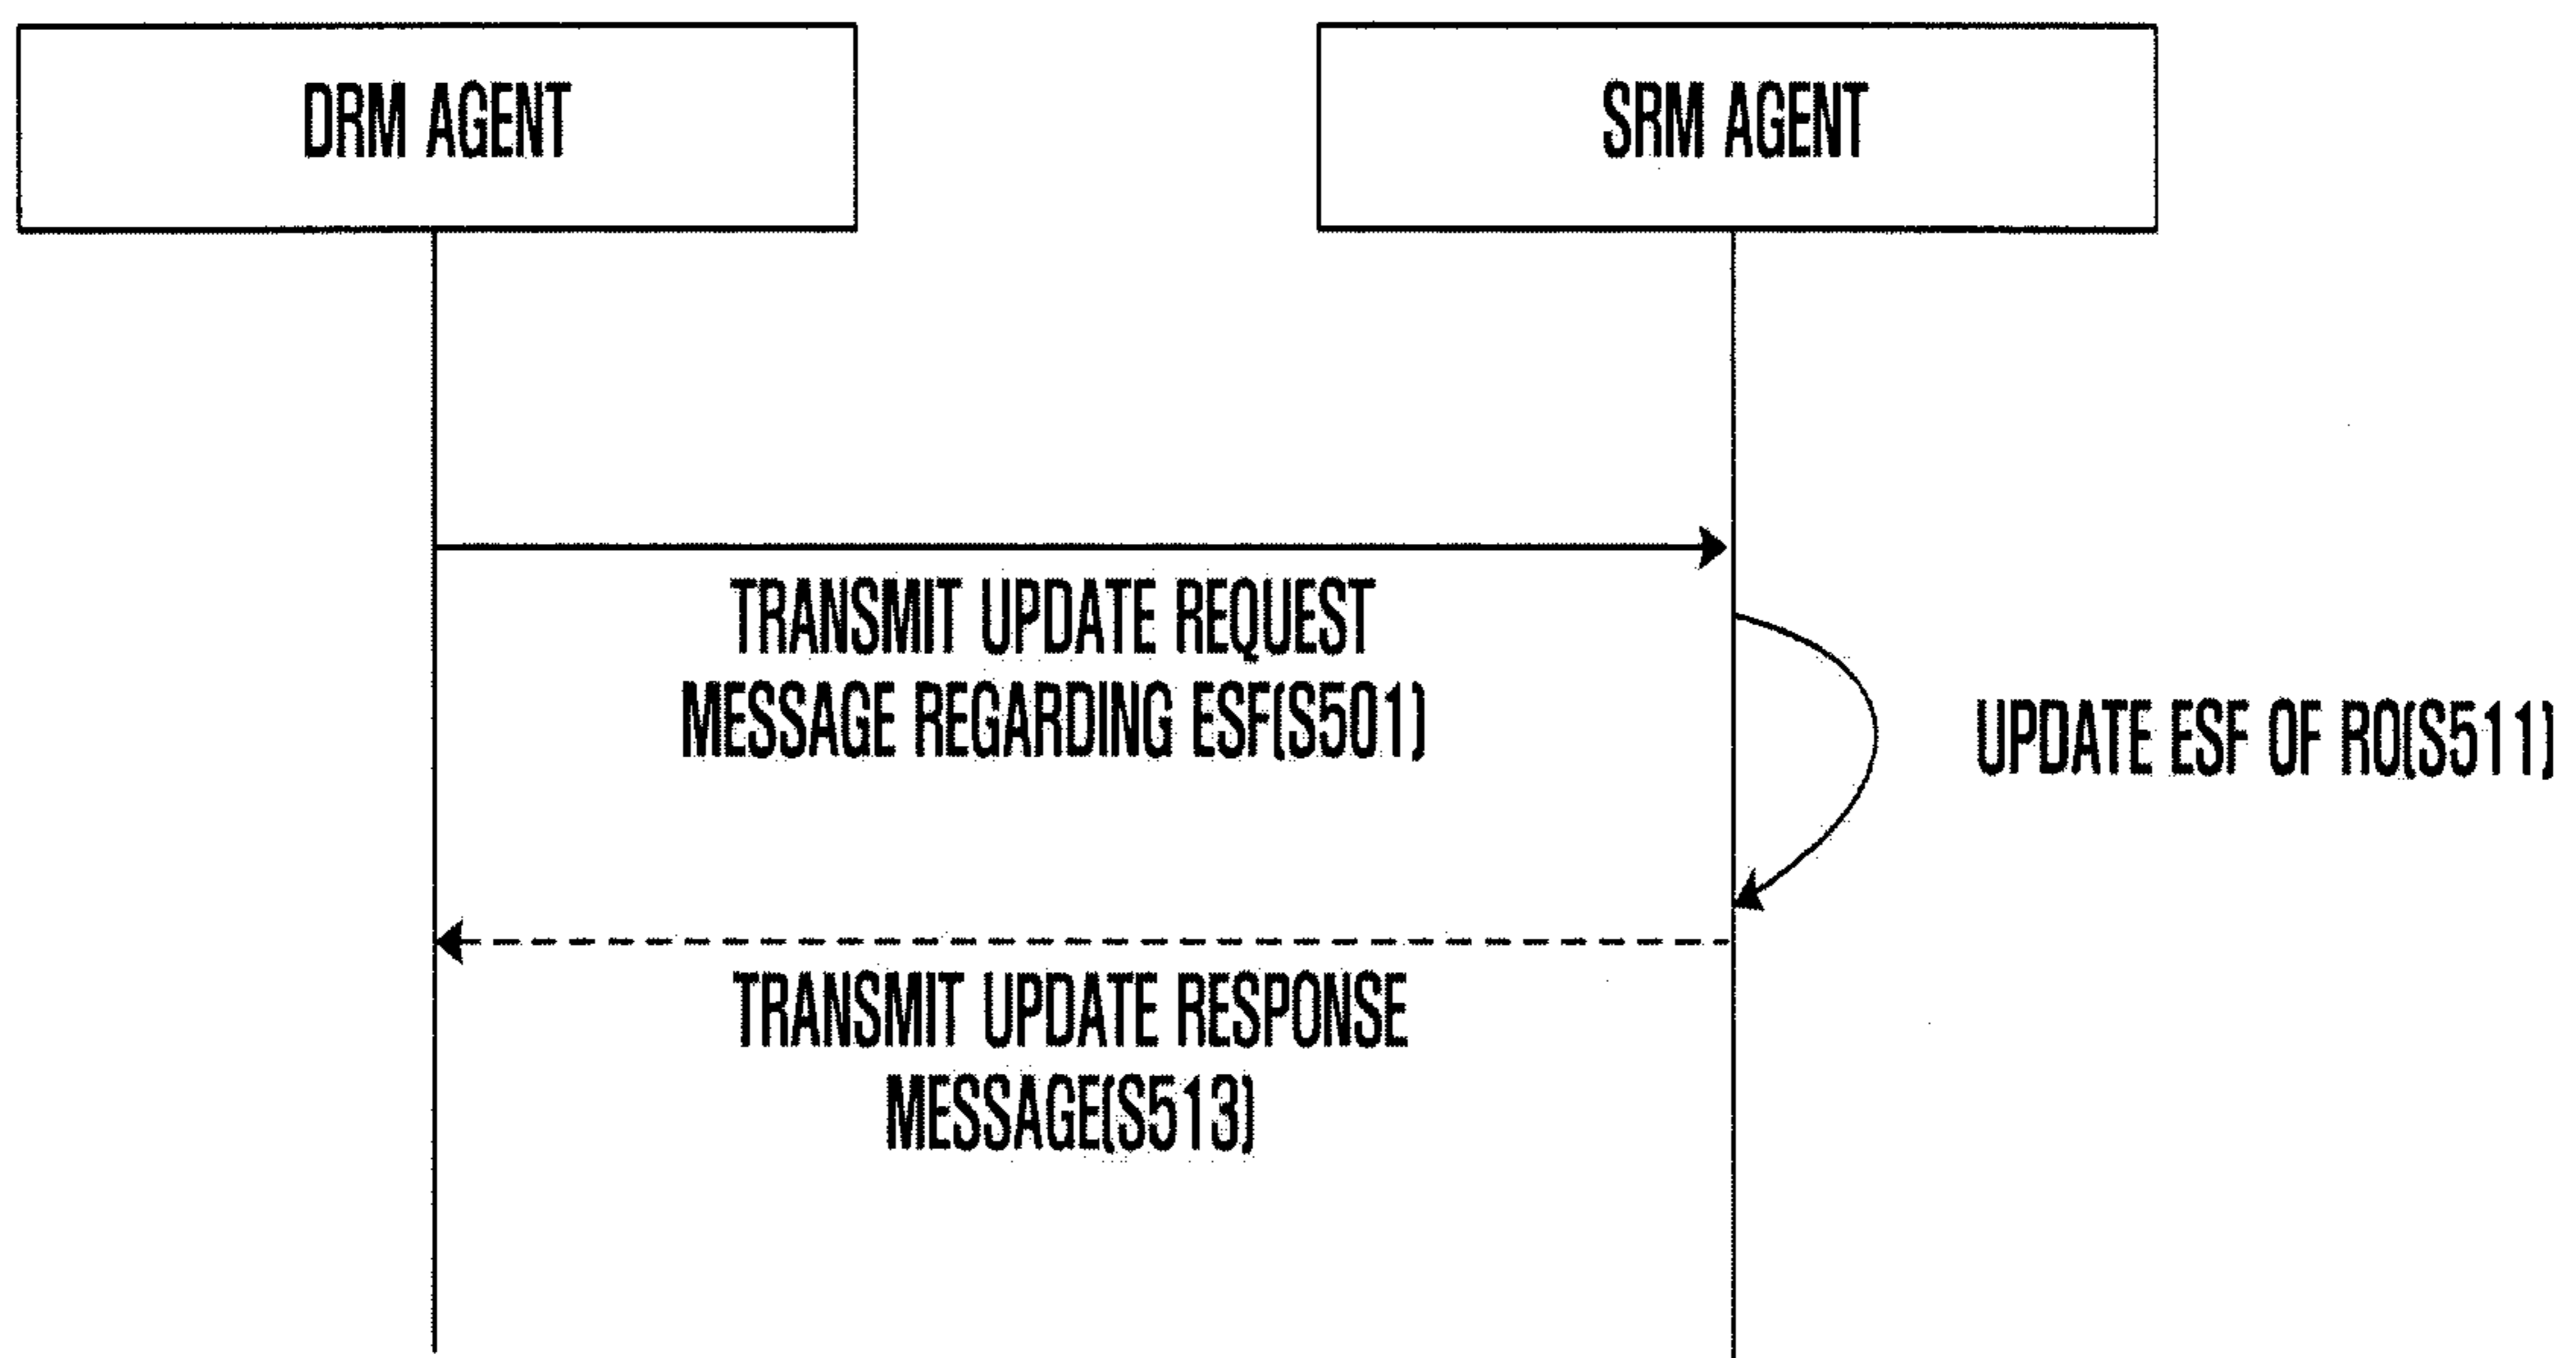 DRM AGENT
SRM AGENT
TRANSMIT UPDATE REQUEST
MESSAGE REGARDING ESF(S501)
UPDATE ESF OF RO(S511)
TRANSMIT UPDATE RESPONSE
MESSAGE(S513)